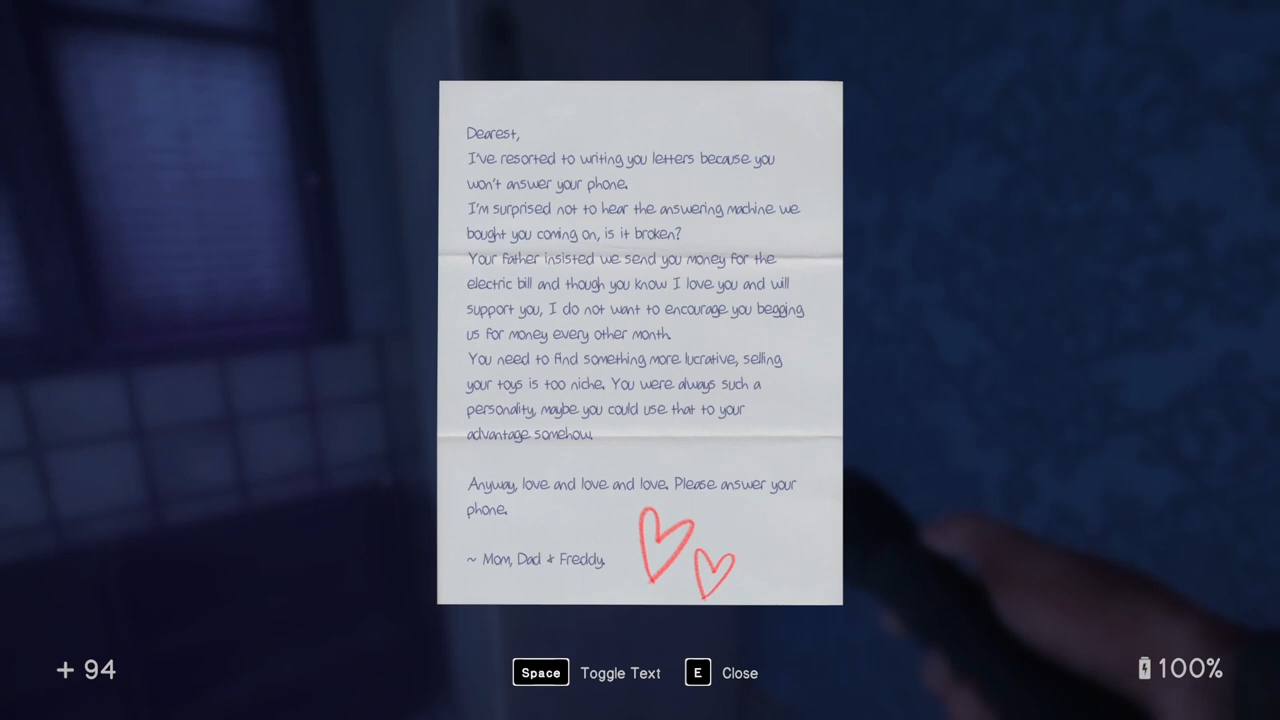 Dearest,
I've resorted to writing you letters because you
won't answer your phone.
I'm surprised not to hear the answering machine we
bought you coming on, is it broken?
Your father insisted we send you money for the
electric bill and though you know I love you and will
support you, I do not want to encourage you begging
us for money every other month.
You need to find something more lucrative, selling
your toys is too niche. You were always such a
personality, maybe you could use that to your
advantage somehow.
Anyway, love and love and love. Please answer your
phone.
~ Mom, Dad + Freddy.
+ 94
Space Toggle Text E Close
100%